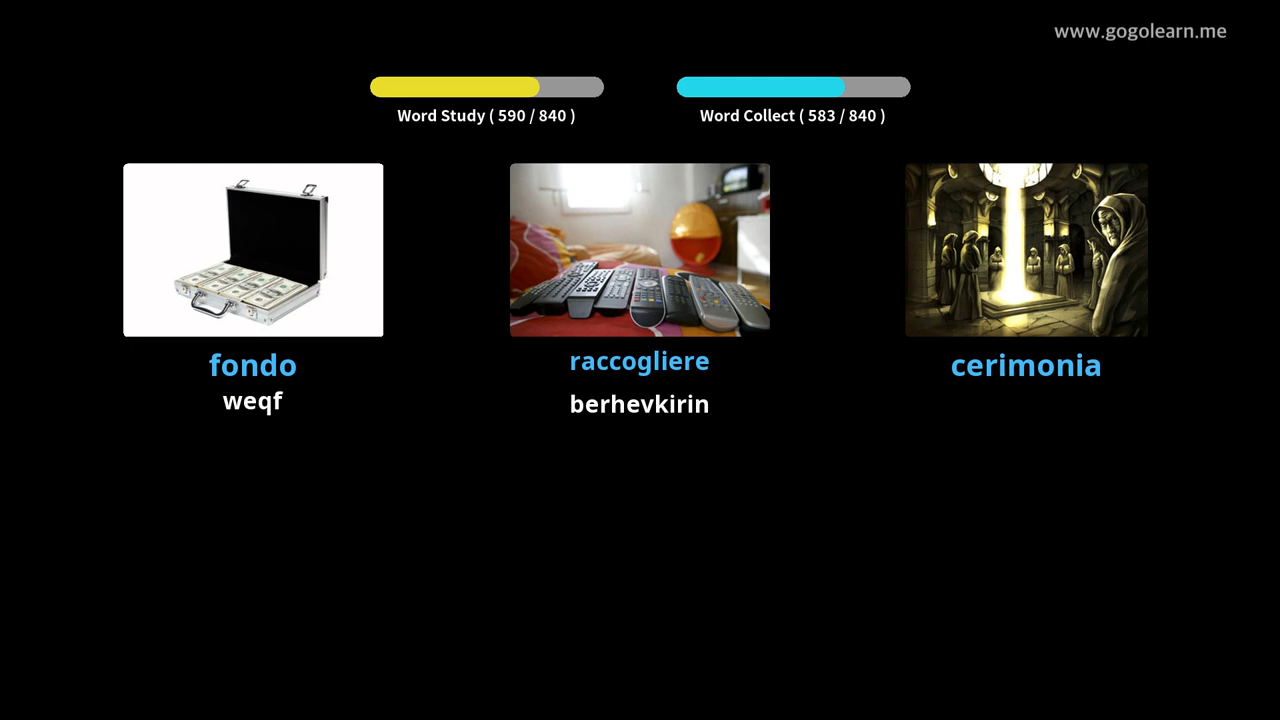 www.gogolearn.me
Word Study ( 590 / 840 )
Word Collect ( 583 / 840 )
fondo
weqf
raccogliere
berhevkirin
cerimonia